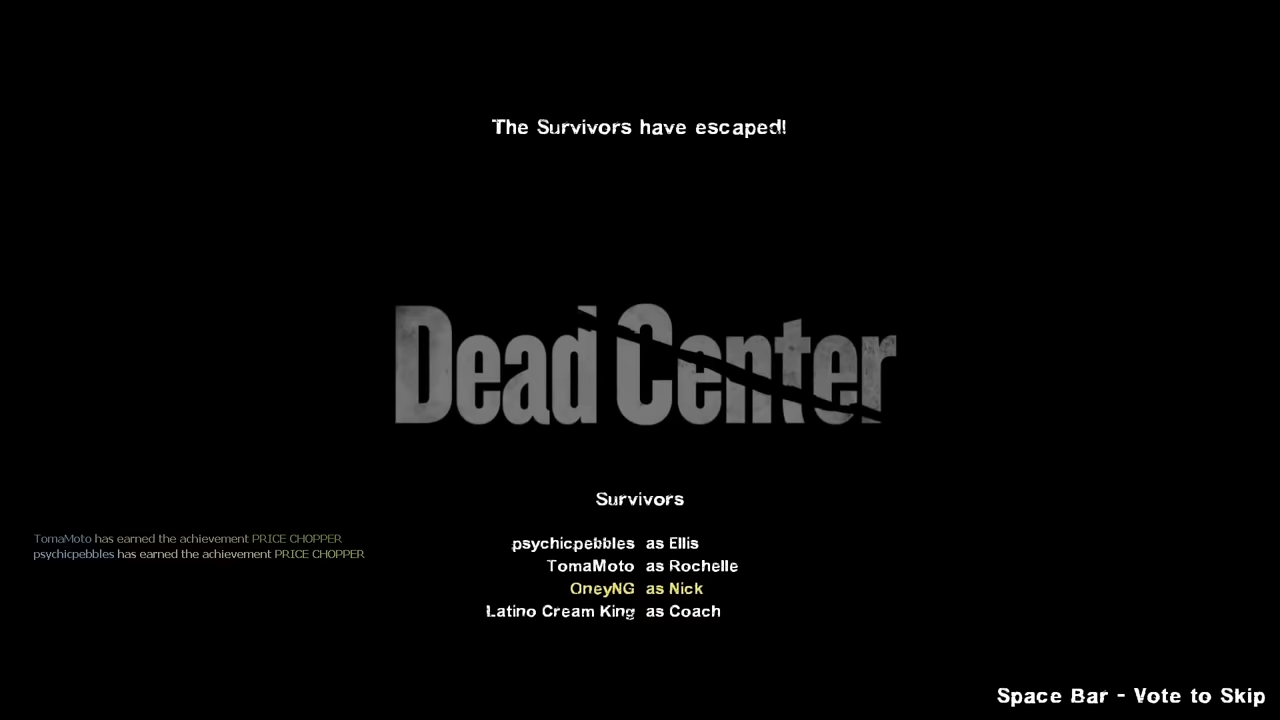 The Survivors have escaped!
Dead Center
Survivors
TomaMoto has earned the achievement PRICE CHOPPER
psychicpebbles has earned the achievement PRICE CHOPPER
psychicpebbles as Ellis
TomaMoto as Rochelle
OneyNG as Nick
Latino Cream King as Coach
Space Bar - Vote to Skip